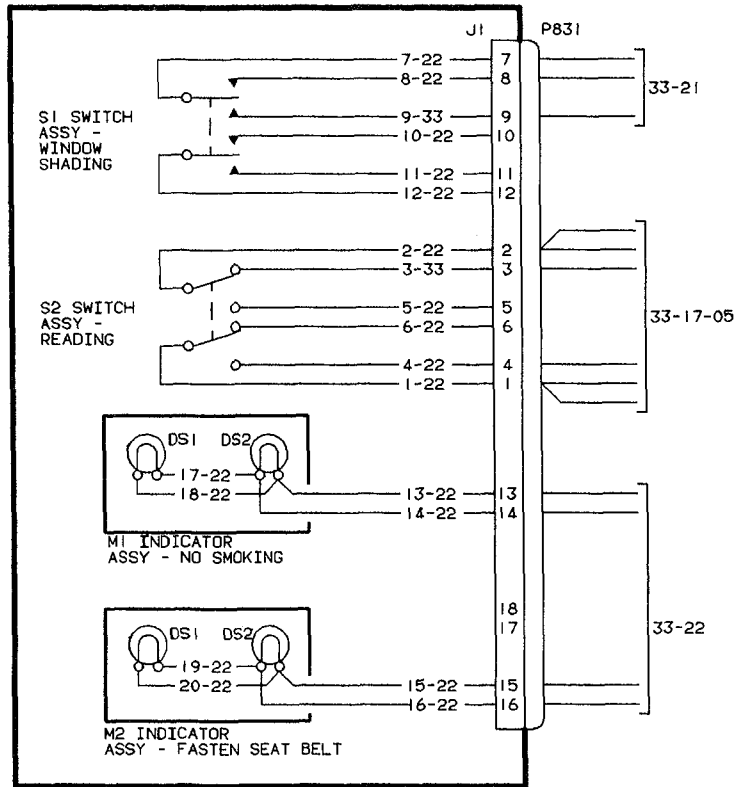 J1 P831
7-22 7
8-22 8
33-21
S1 SWITCH
ASSY -
WINDOW
SHADING
9-33 9
10-22 10
11-22 11
12-22 12
2-22 2
3-33 3
S2 SWITCH
ASSY -
READING
5-22 5
6-22 6
33-17-05
4-22 4
1-22 1
DS1 DS2
17-22
18-22
13-22 13
14-22 14
M1 INDICATOR
ASSY - NO SMOKING
18
17
33-22
DS1 DS2
19-22
20-22
15-22 15
16-22 16
M2 INDICATOR
ASSY - FASTEN SEAT BELT